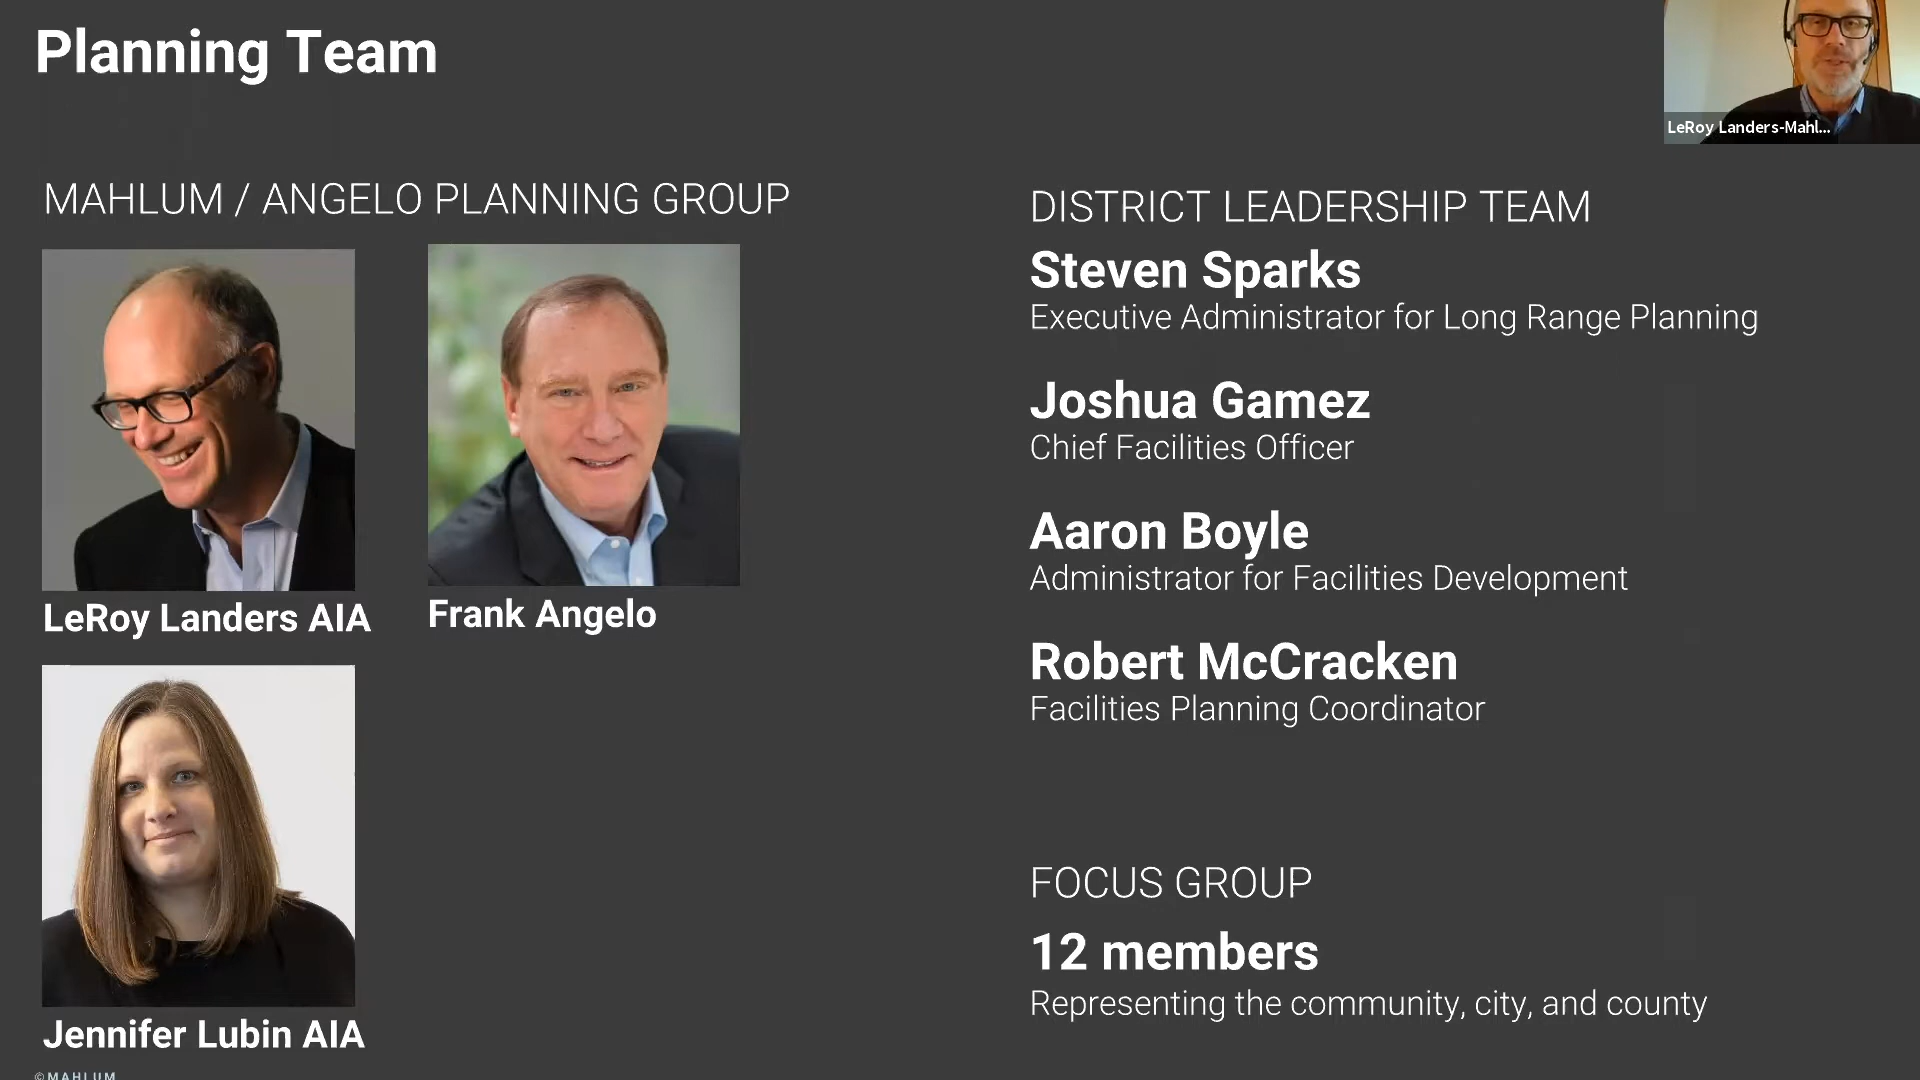 Planning Team
LeRoy Landers-Mahl...
MAHLUM / ANGELO PLANNING GROUP
LeRoy Landers AIA
Frank Angelo
Jennifer Lubin AIA
DISTRICT LEADERSHIP TEAM
Steven Sparks
Executive Administrator for Long Range Planning
Joshua Gamez
Chief Facilities Officer
Aaron Boyle
Administrator for Facilities Development
Robert McCracken
Facilities Planning Coordinator
FOCUS GROUP
12 members
Representing the community, city, and county
©MAHLUM